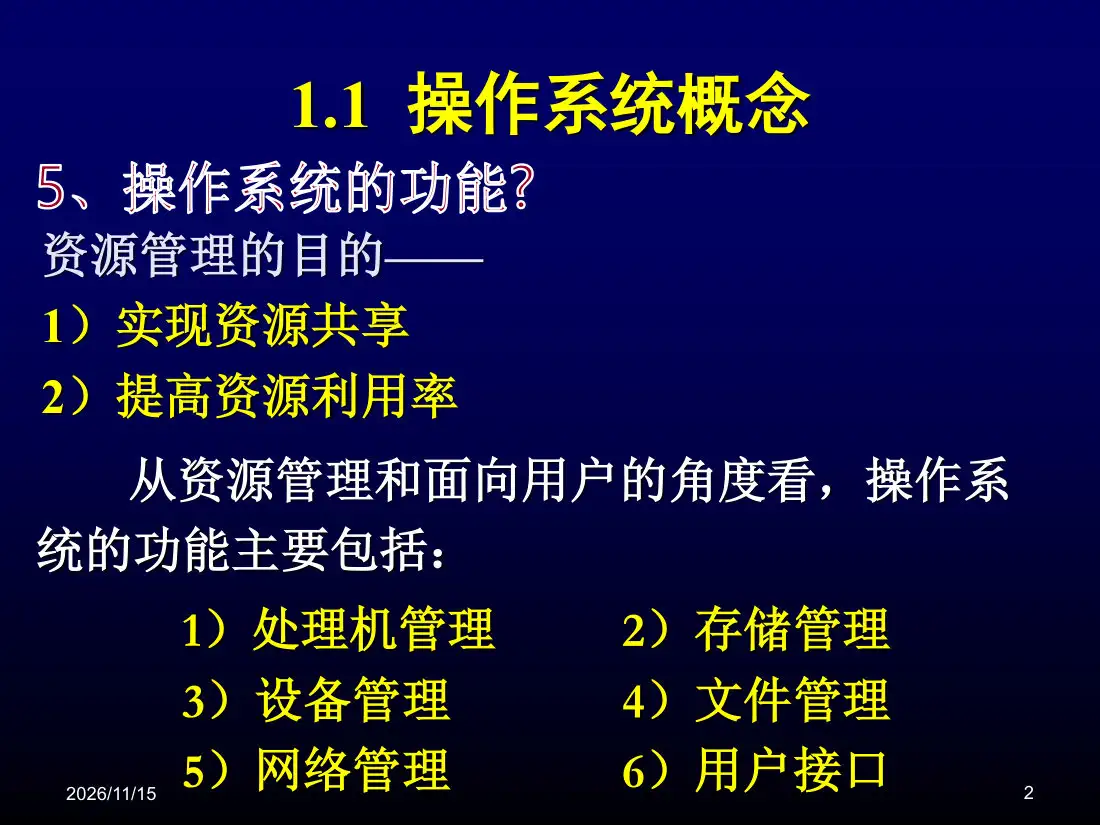 1.1 操作系统概念
5、操作系统的功能?
资源管理的目的——
1）实现资源共享
2）提高资源利用率
从资源管理和面向用户的角度看，操作系
统的功能主要包括：
1）处理机管理 2）存储管理
3）设备管理 4）文件管理
5）网络管理 6）用户接口
2026/11/15 2